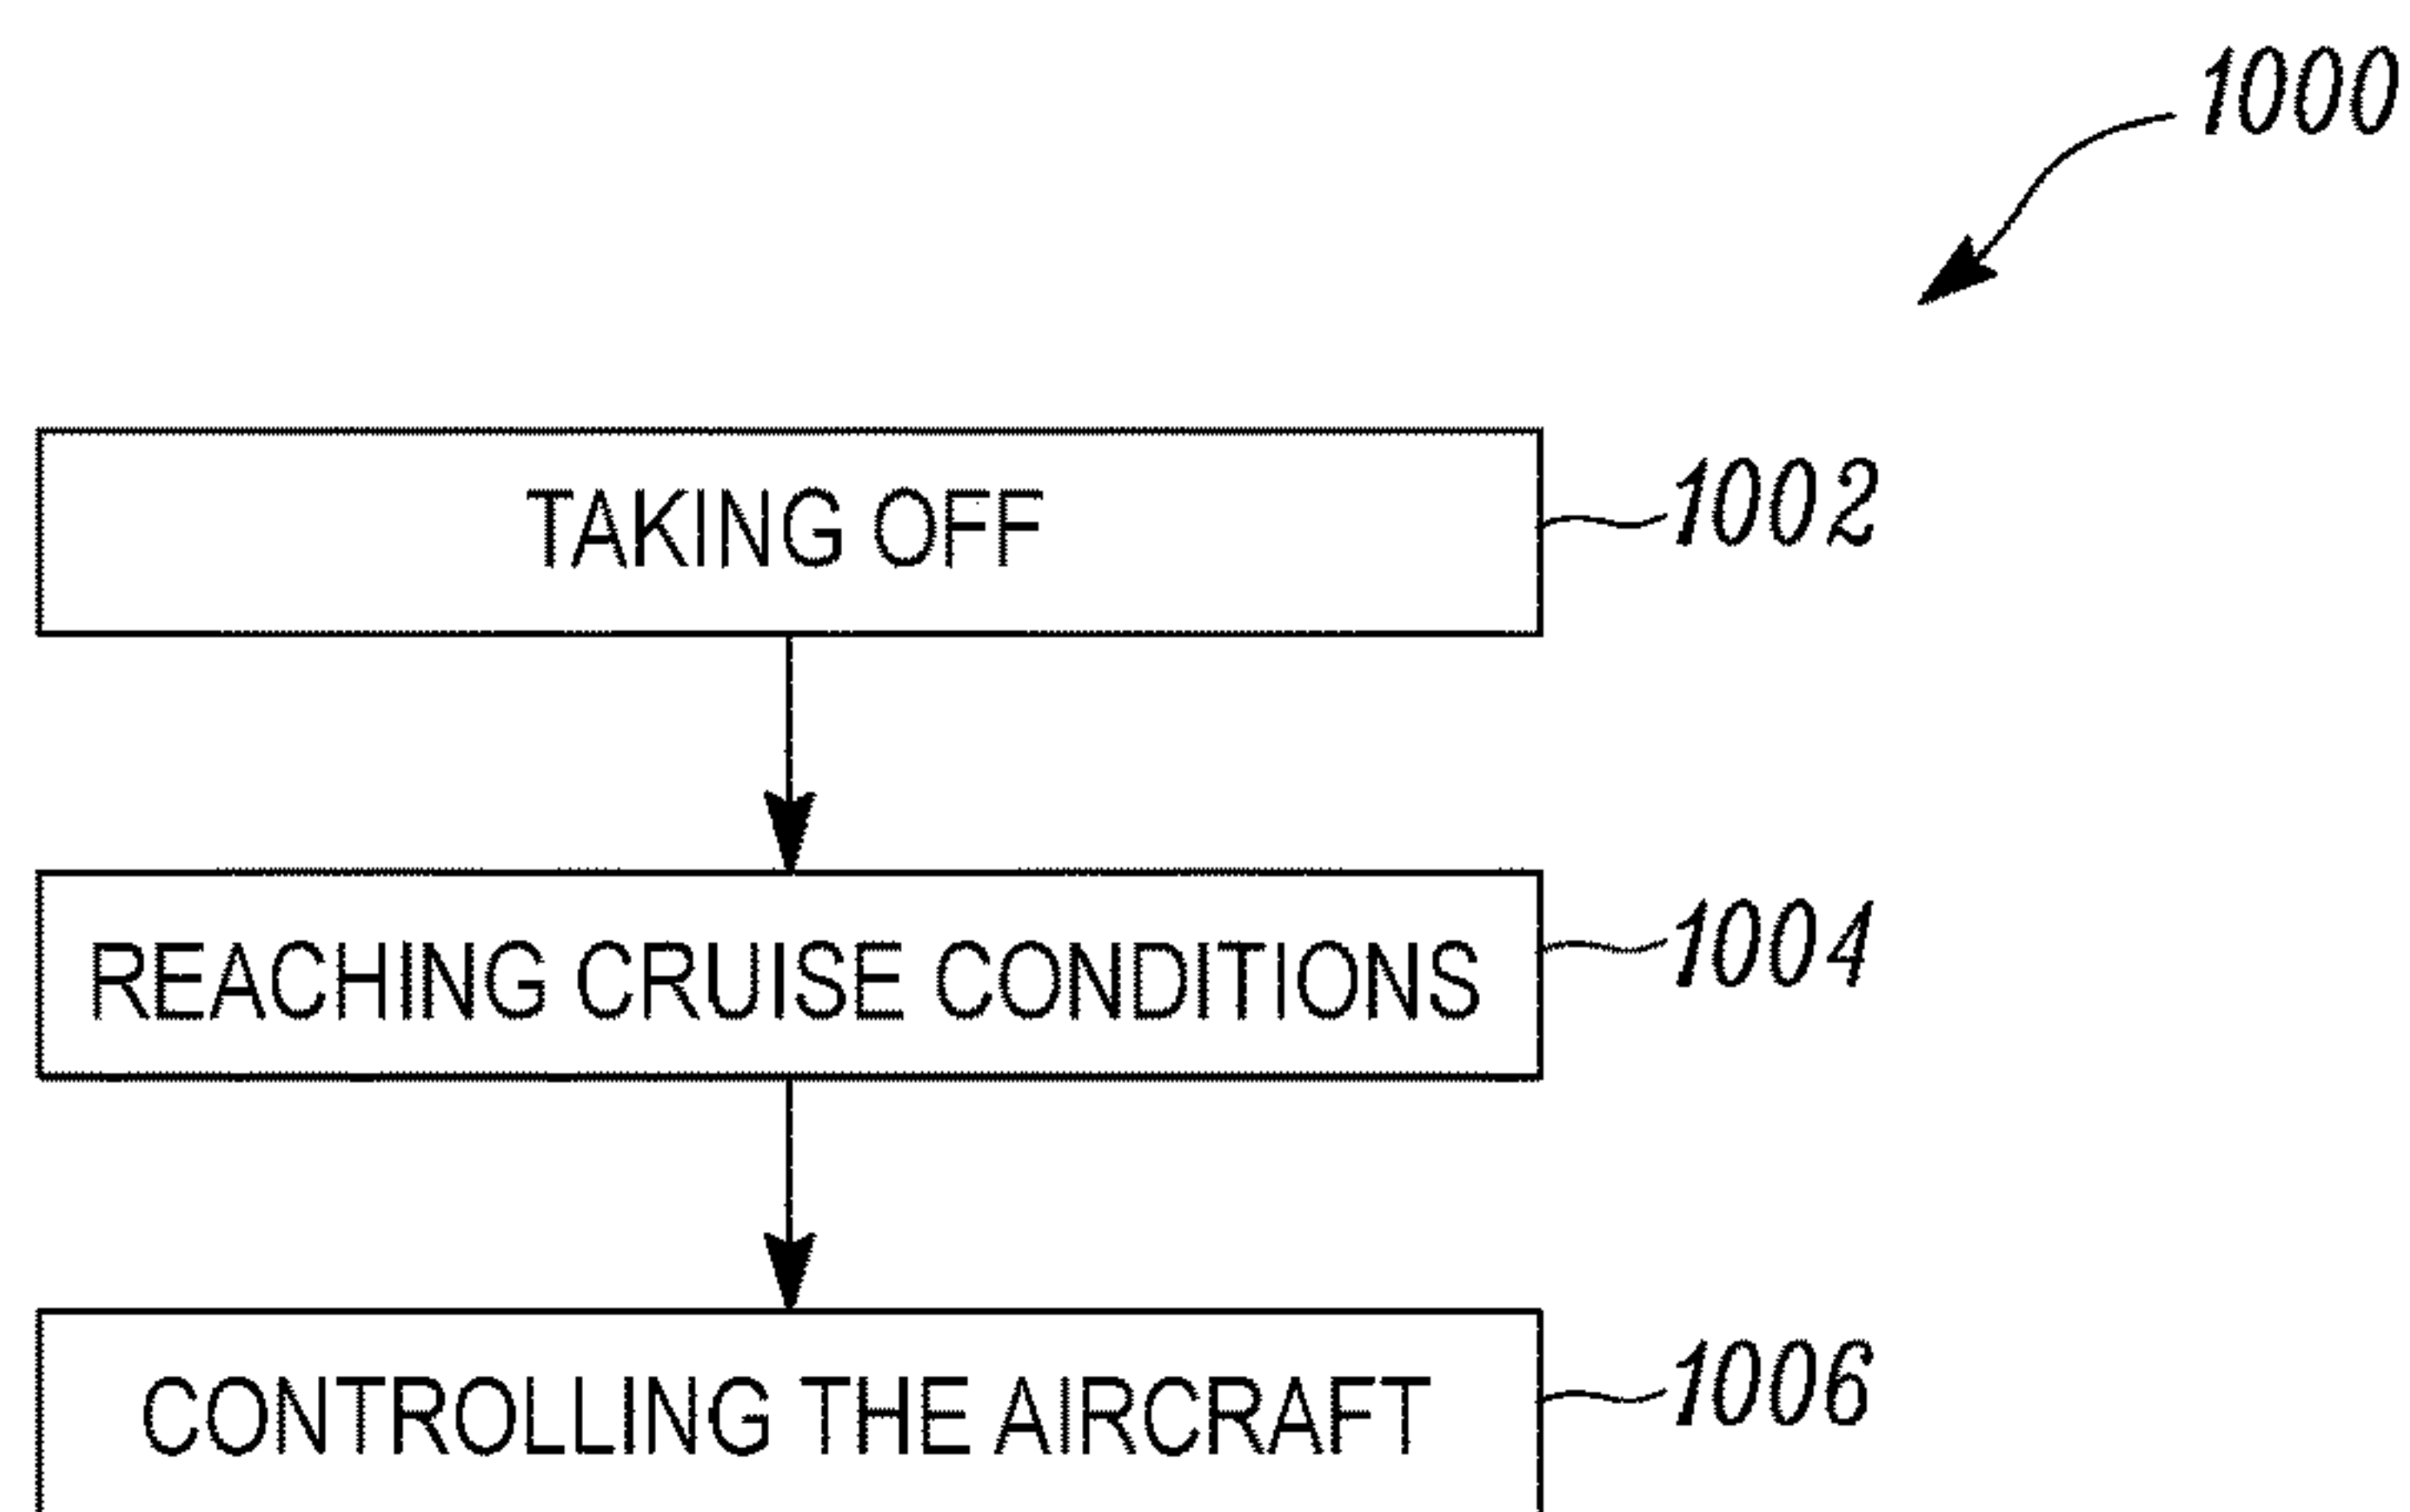 1000
TAKING OFF
1002
REACHING CRUISE CONDITIONS
1004
CONTROLLING THE AIRCRAFT
1006